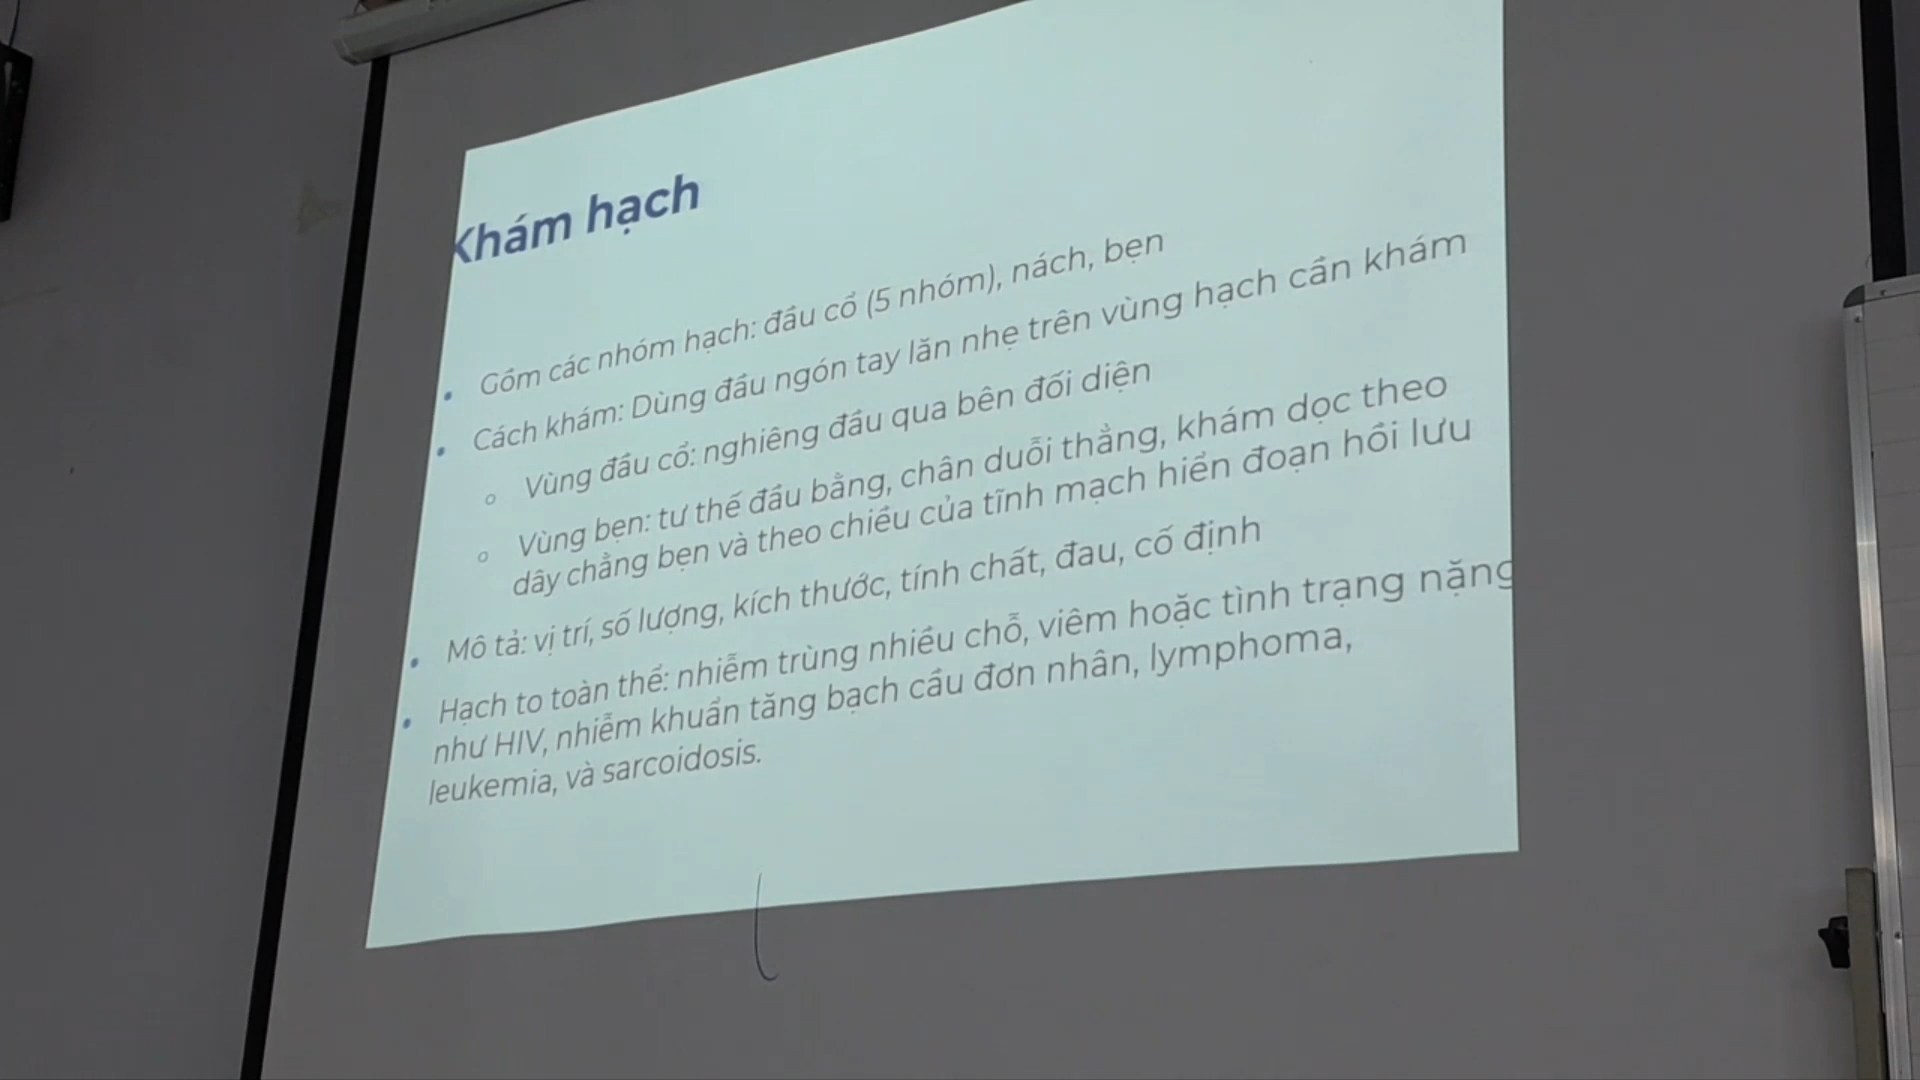 Khám hạch
• Gồm các nhóm hạch: đầu cổ (5 nhóm), nách, bẹn
• Cách khám: Dùng đầu ngón tay lăn nhẹ trên vùng hạch cần khám
o Vùng đầu cổ: nghiêng đầu qua bên đối diện
o Vùng bẹn: tư thế đầu bằng, chân duỗi thẳng, khám dọc theo
dây chằng bẹn và theo chiều của tĩnh mạch hiển đoạn hồi lưu
• Mô tả: vị trí, số lượng, kích thước, tính chất, đau, cố định
• Hạch to toàn thể: nhiễm trùng nhiều chỗ, viêm hoặc tình trạng nặng
như HIV, nhiễm khuẩn tăng bạch cầu đơn nhân, lymphoma,
leukemia, và sarcoidosis.